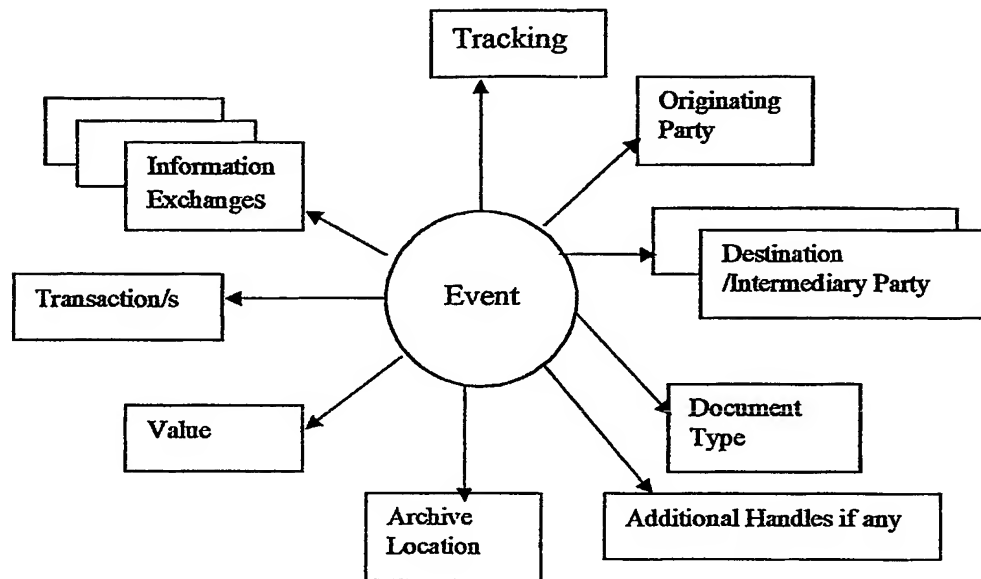 Tracking
Originating
Party
Information
Exchanges
Destination
/Intermediary Party
Event
Transaction/s
Value
Document
Type
Archive
Location
Additional Handles if any